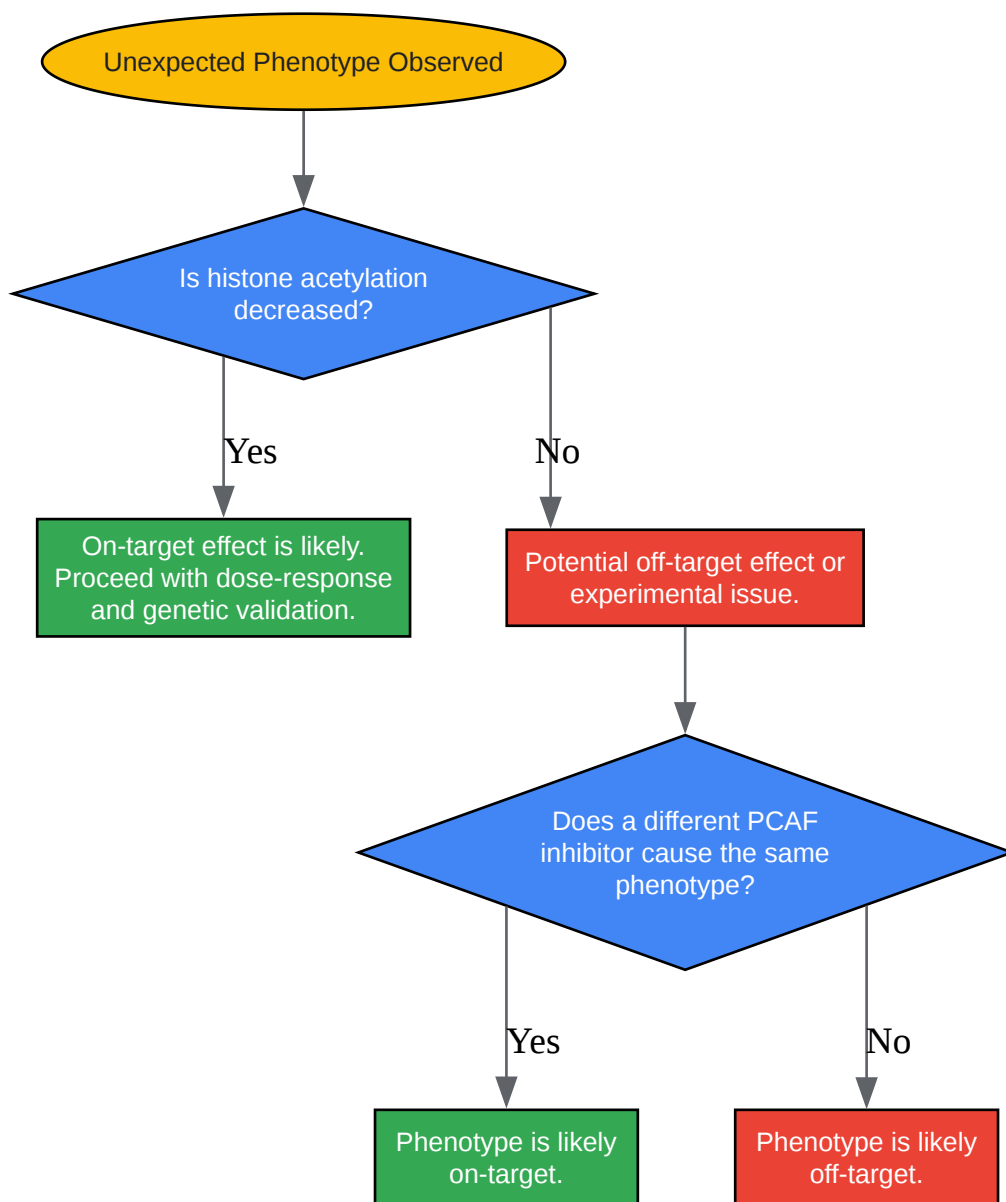 Unexpected Phenotype Observed
Is histone acetylation
decreased?
Yes
No
On-target effect is likely.
Proceed with dose-response
and genetic validation.
Potential off-target effect or
experimental issue.
Does a different PCAF
inhibitor cause the same
phenotype?
Yes
No
Phenotype is likely
on-target.
Phenotype is likely
off-target.